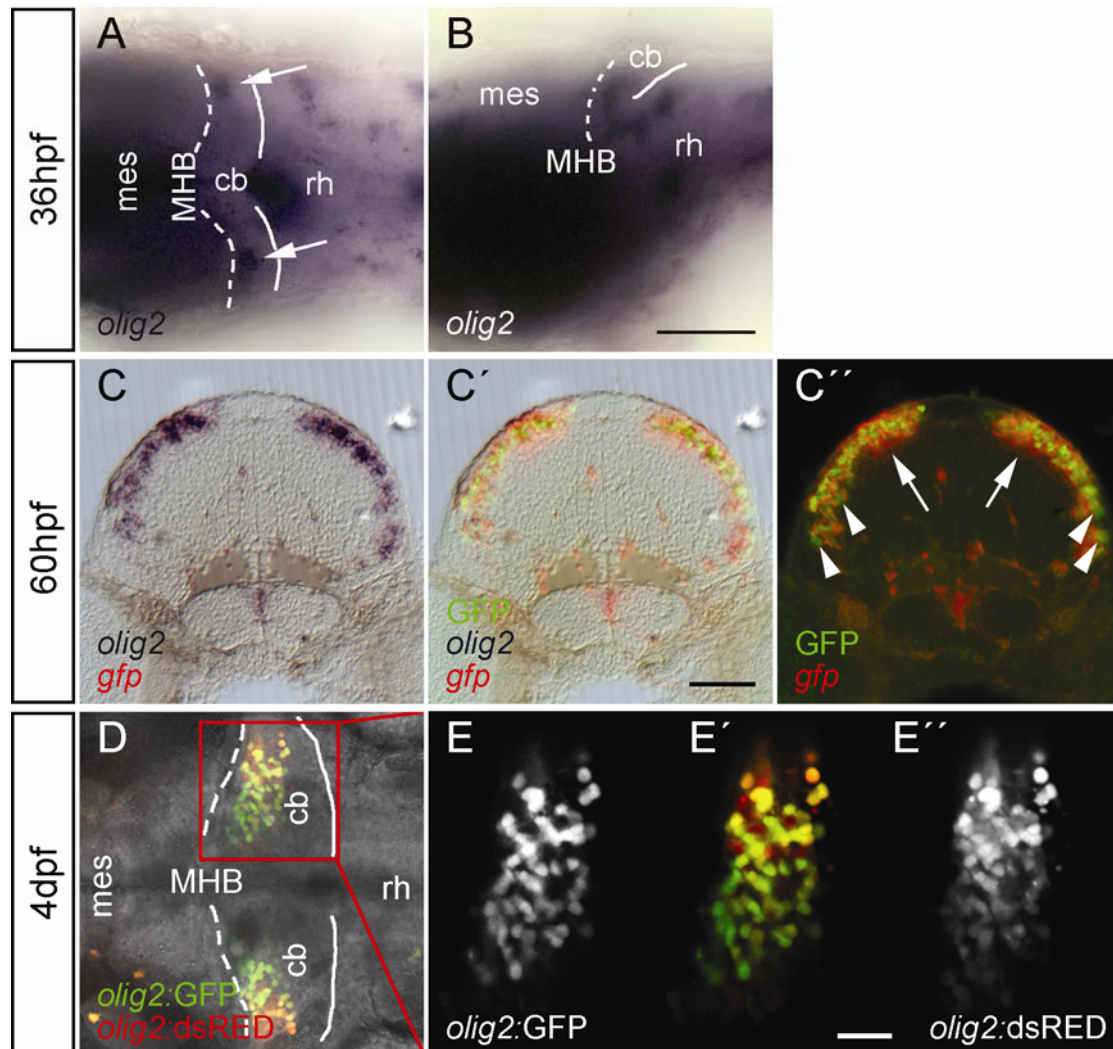 36hpf
A
mes
MHB
cb
rh
olig2
B
cb
mes
MHB
rh
olig2
60hpf
C
olig2
gfp
C´
GFP
olig2
gfp
C´´
GFP
gfp
4dpf
D
mes
MHB
cb
cb
rh
olig2:GFP
olig2:dsRED
E
olig2:GFP
E´
E´´
olig2:dsRED